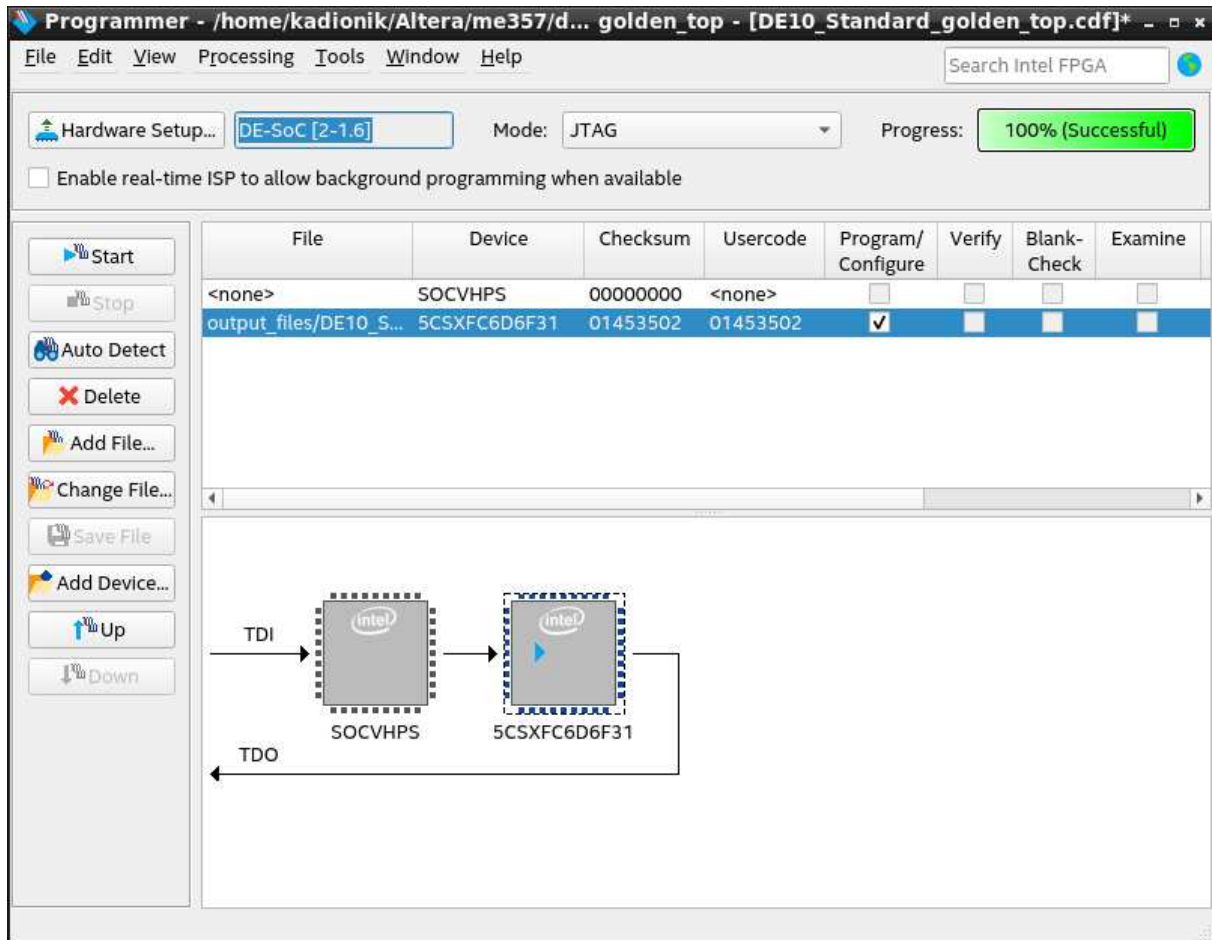 Programmer - /home/kadionik/Altera/me357/d... golden_top - [DE10_Standard_golden_top.cdf]*
File Edit View Processing Tools Window Help
Search Intel FPGA
Hardware Setup... DE-SoC [2-1.6] Mode: JTAG Progress: 100% (Successful)
Enable real-time ISP to allow background programming when available
Start
Stop
Auto Detect
Delete
Add File...
Change File...
Save File
Add Device...
Up
Down
File Device Checksum Usercode Program/ Verify Blank- Examine
Configure Check
<none> SOCVHPS 00000000 <none>
output_files/DE10_S... 5CSXFC6D6F31 01453502 01453502
intel intel
TDI
SOCVHPS 5CSXFC6D6F31
TDO